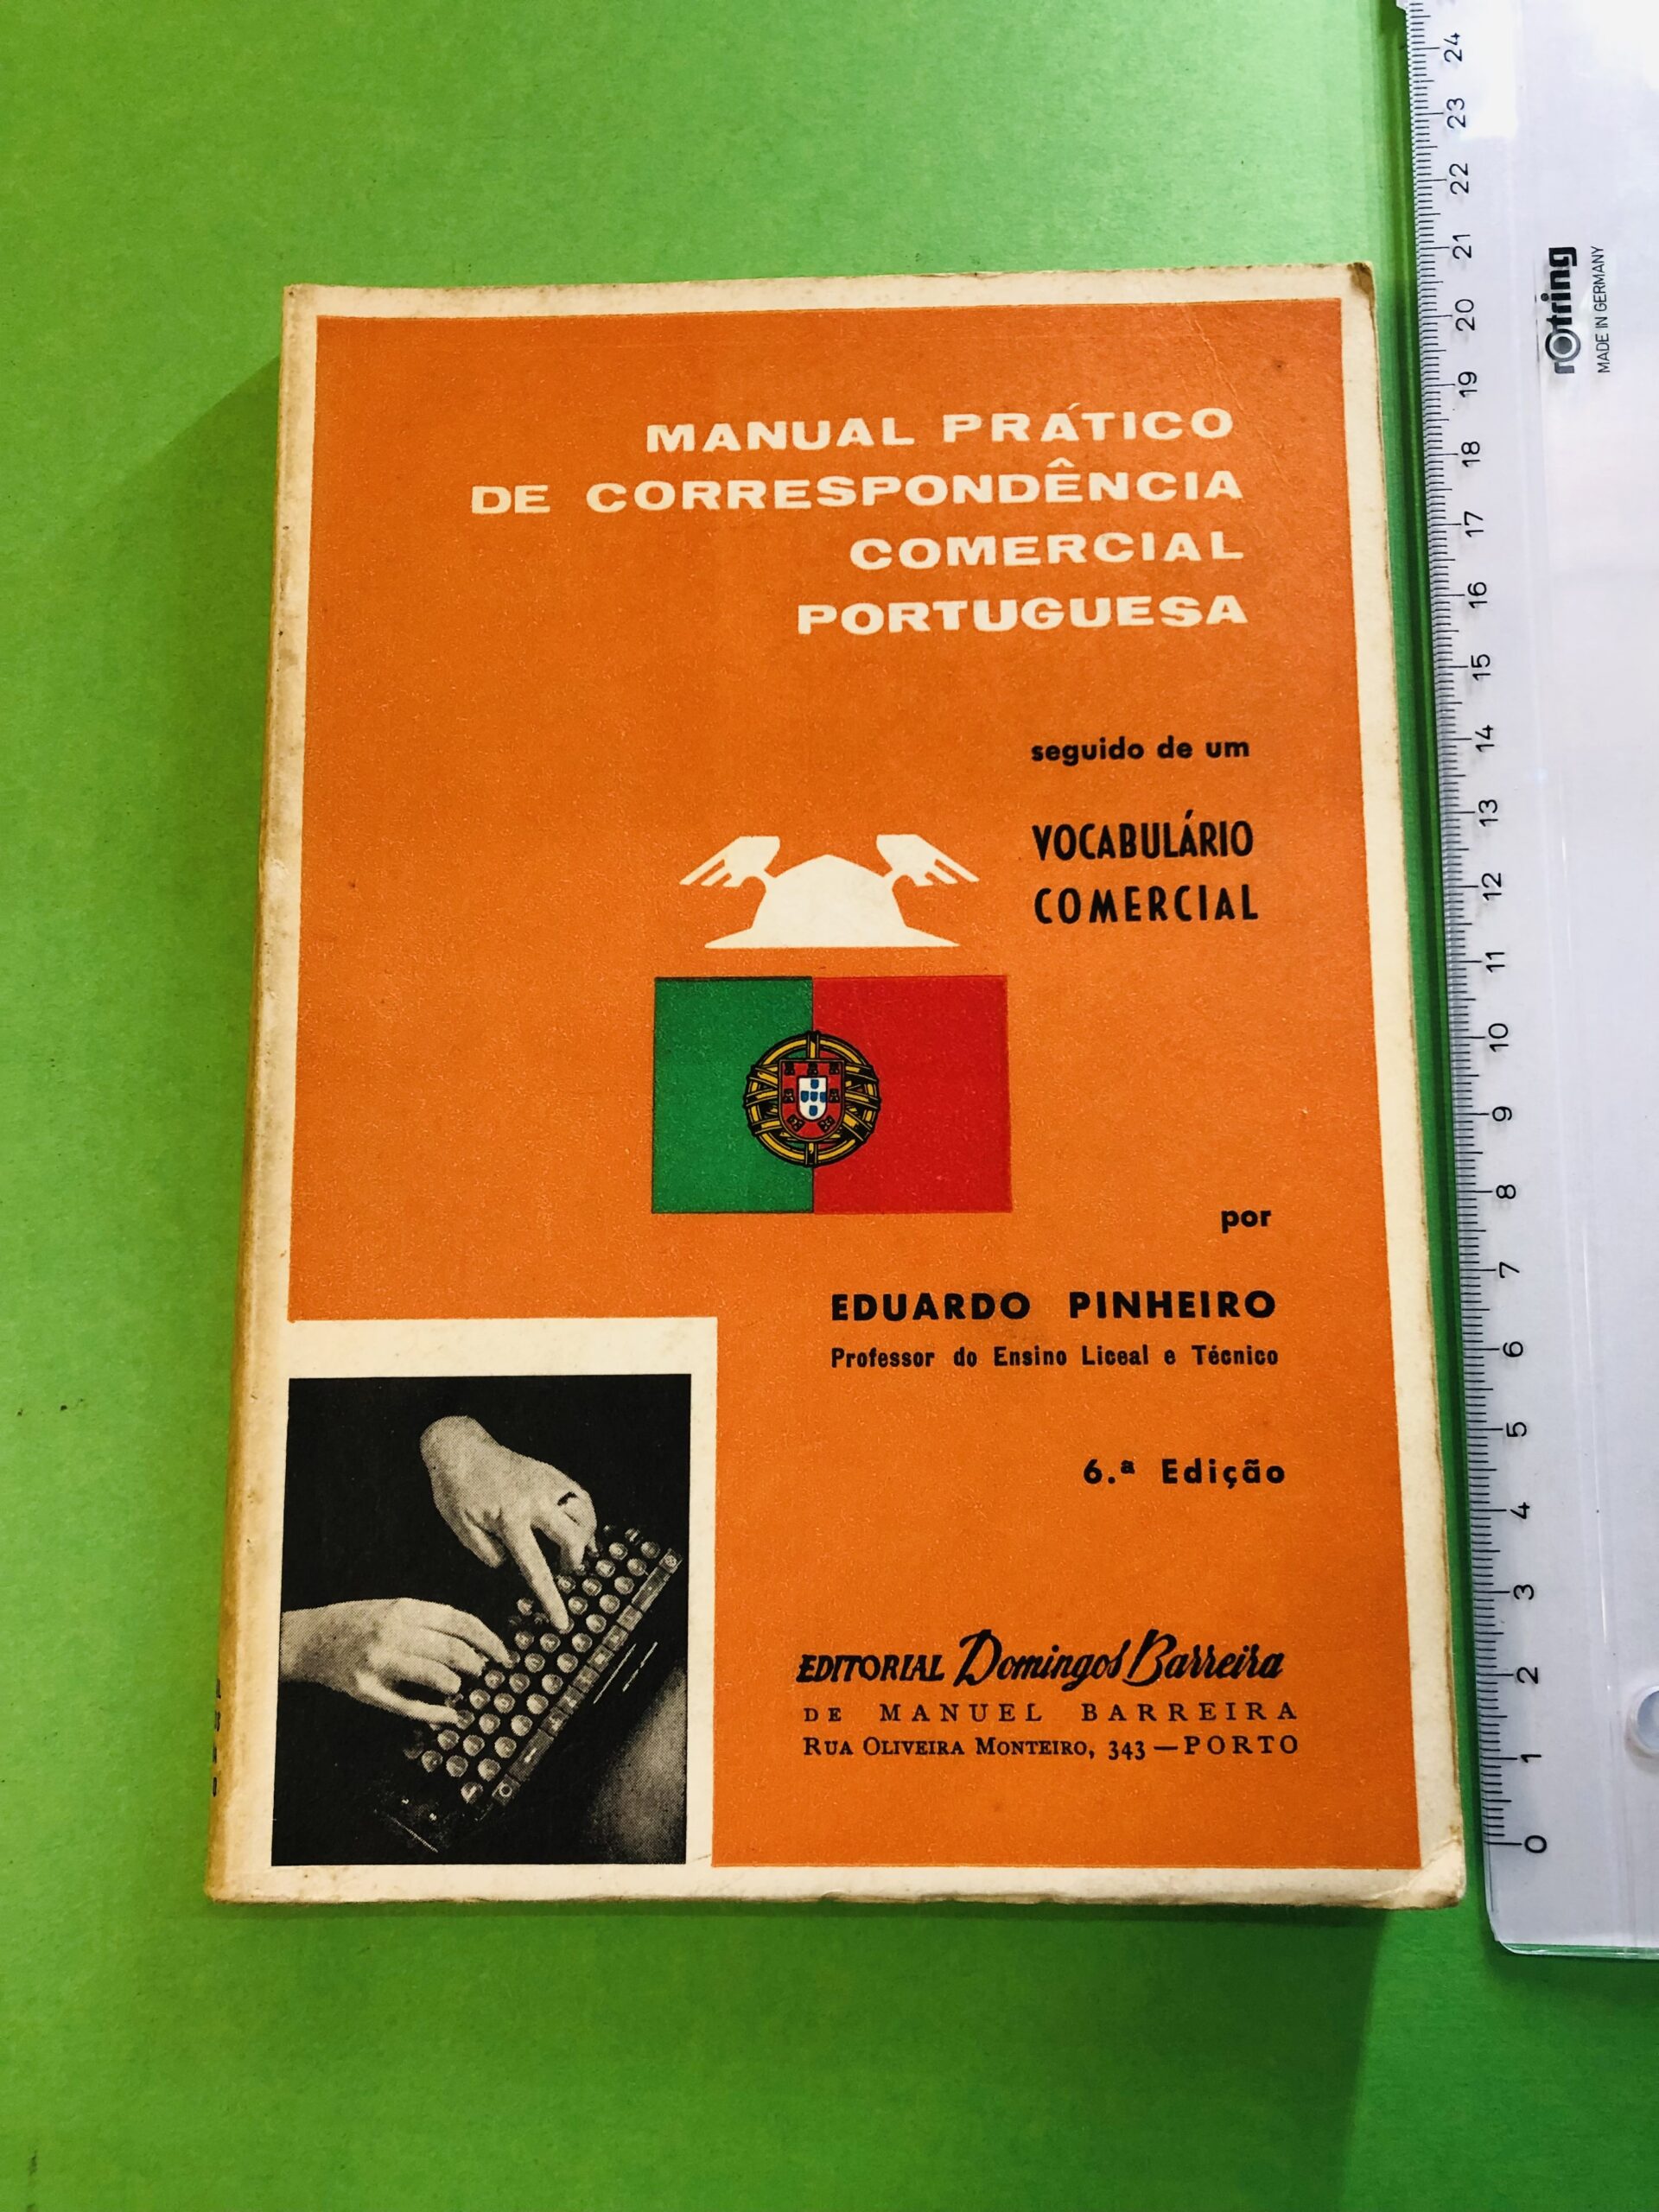 MANUAL PRÁTICO
DE CORRESPONDÊNCIA
COMERCIAL
PORTUGUESA
seguido de um
VOCABULÁRIO
COMERCIAL
por
EDUARDO PINHEIRO
Professor do Ensino Liceal e Técnico
6.ª Edição
EDITORIAL Domingos Barreira
DE MANUEL BARREIRA
RUA OLIVEIRA MONTEIRO, 343 — PORTO
24
23
22
21
20
19
18
17
16
15
14
13
12
11
10
9
8
7
6
5
4
3
2
1
0
rotring
MADE IN GERMANY